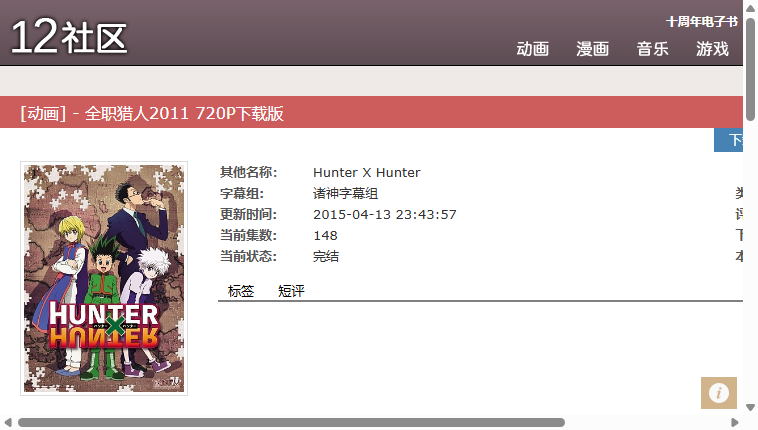 12社区
十周年电子书
动画 漫画 音乐 游戏
[动画] - 全职猎人2011 720P下载版
其他名称: Hunter X Hunter
字幕组: 诸神字幕组
更新时间: 2015-04-13 23:43:57
当前集数: 148
当前状态: 完结
标签 短评
HUNTER
X
HUNTER